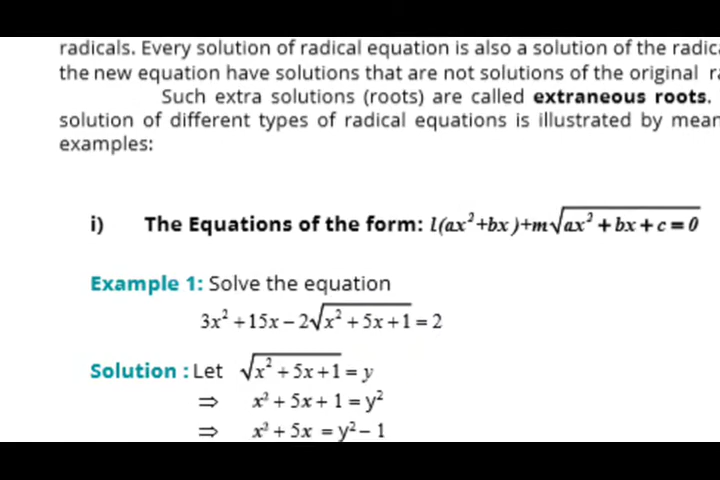 radicals. Every solution of radical equation is also a solution of the
the new equation have solutions that are not solutions of the original
Such extra solutions (roots) are called extraneous roots.
solution of different types of radical equations is illustrated by
examples:
i) The Equations of the form: l(ax²+bx)+m√ax²+bx+c=0
Example 1: Solve the equation
3x²+15x–2√x²+5x+1=2
Solution : Let √x²+5x+1=y
⇒ x²+5x+1=y²
⇒ x²+5x =y²–1